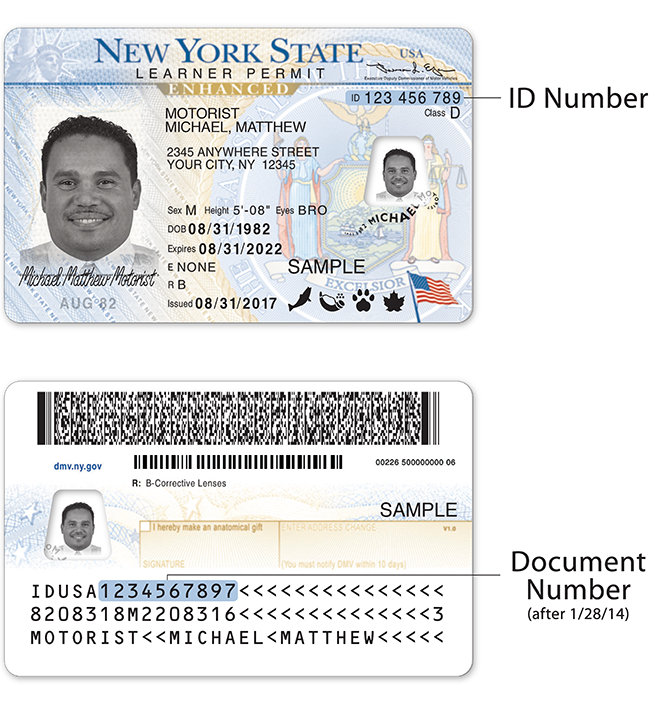 NEW YORK STATE
USA
LEARNER PERMIT
Executive Deputy Commissioner of Motor Vehicles
ENHANCED
ID 123 456 789
ID Number
Class D
MOTORIST
MICHAEL, MATTHEW
2345 ANYWHERE STREET
YOUR CITY, NY 12345
Sex M Height 5'-08" Eyes BRO
DOB 08/31/1982
Expires 08/31/2022
E NONE
SAMPLE
R B
EXCELSIOR
Michael Matthew Motorist
AUG 82
Issued 08/31/2017
dmv.ny.gov
00226 500000000 06
R: B-Corrective Lenses
SAMPLE
I hereby make an anatomical gift
ENTER ADDRESS CHANGE
V1.0
SIGNATURE
(You must notify DMV within 10 days)
Document
Number
(after 1/28/14)
IDUSA1234567897<<<<<<<<<<<<<<<
8208318M2208316<<<<<<<<<<<<<<3
MOTORIST<<MICHAEL<MATTHEW<<<<<